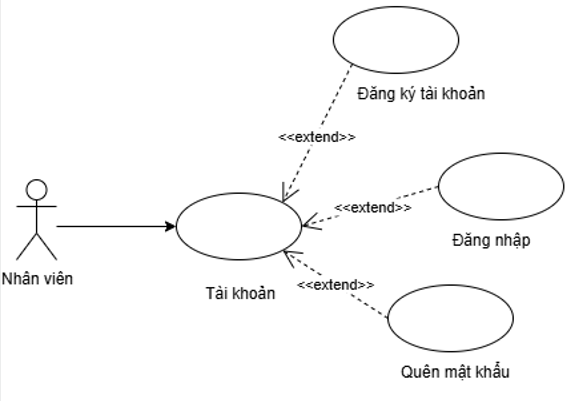 Đăng ký tài khoản
<<extend>>
<<extend>>
Đăng nhập
Nhân viên
Tài khoản
<<extend>>
Quên mật khẩu